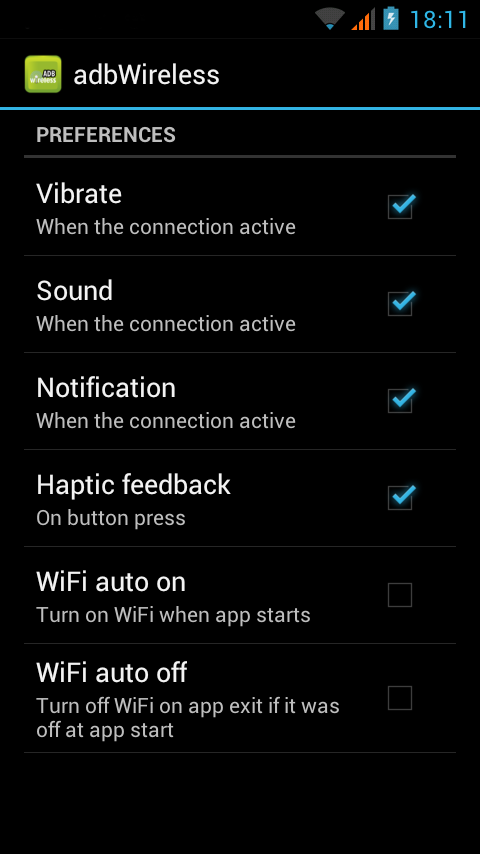 18:11
ADB
wireless
adbWireless
PREFERENCES
Vibrate
When the connection active
Sound
When the connection active
Notification
When the connection active
Haptic feedback
On button press
WiFi auto on
Turn on WiFi when app starts
WiFi auto off
Turn off WiFi on app exit if it was
off at app start